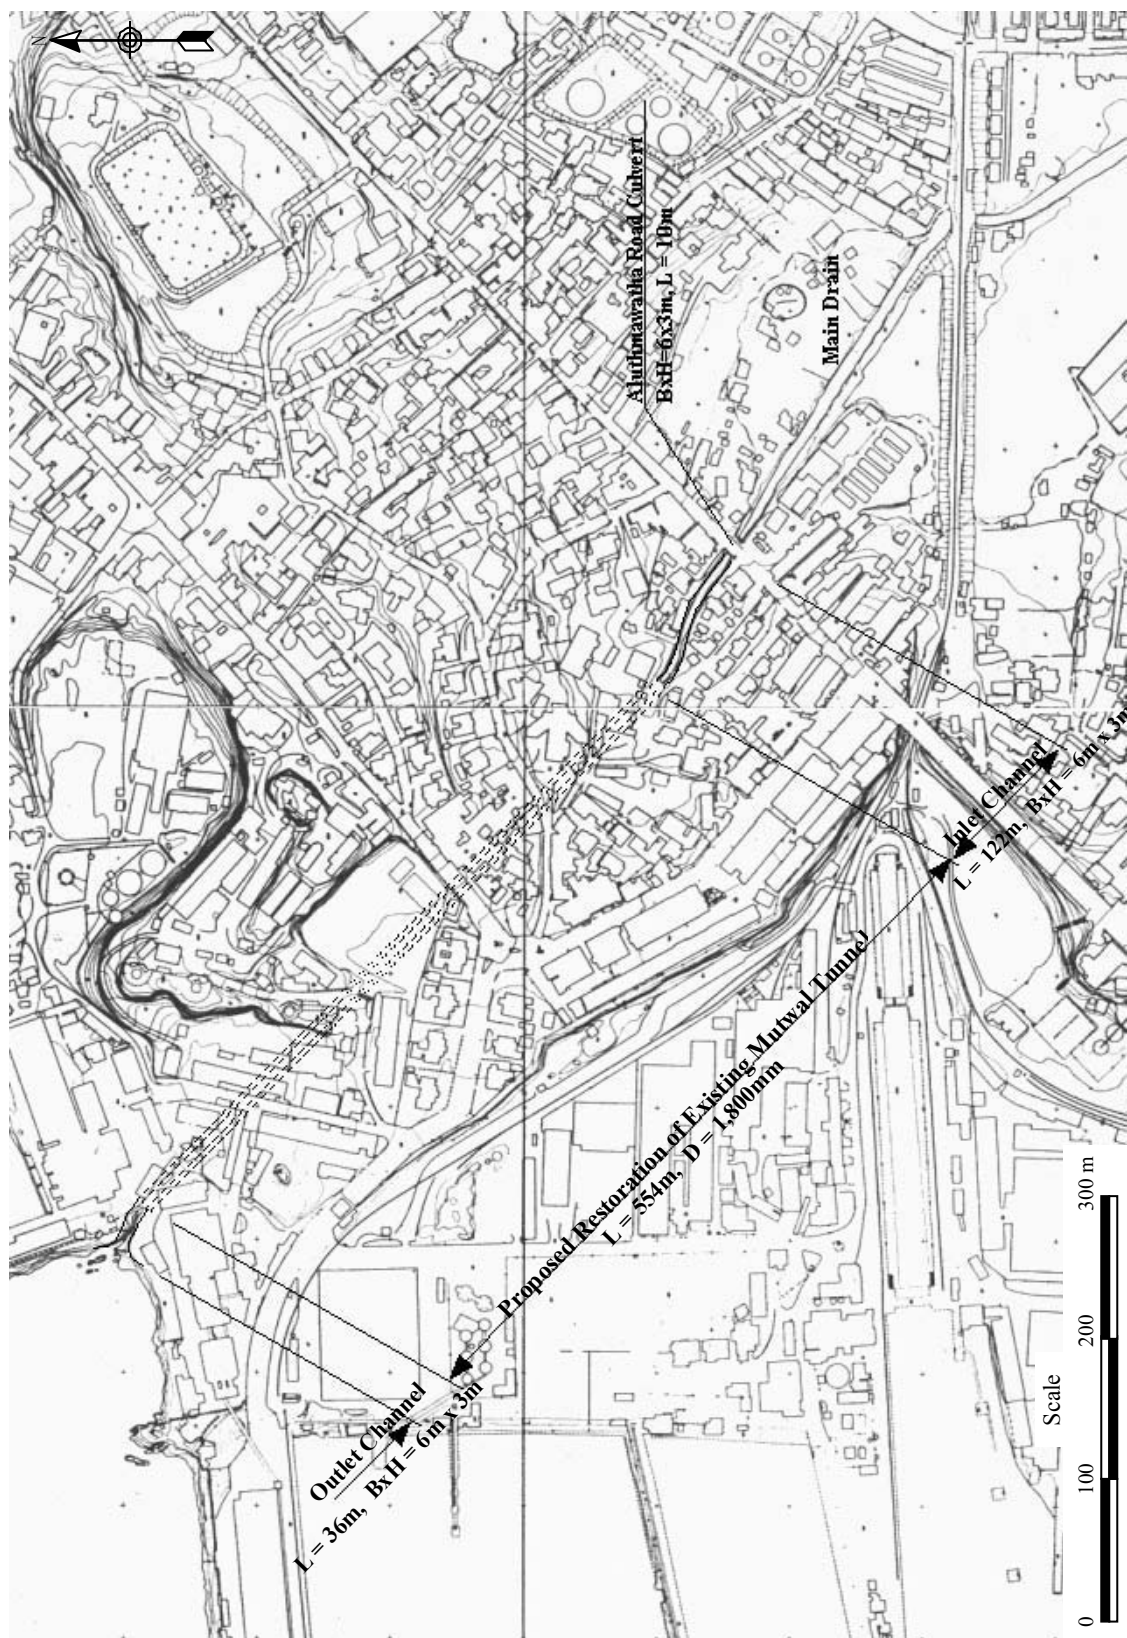 N
Aluthmawatha Road Culvert
BxH=6x3m, L = 10m
Main Drain
Inlet Channel
L = 122m, BxH = 6m x 3m
Proposed Restoration of Existing Mutwal Tunnel
L = 554m, D = 1,800mm
Outlet Channel
L = 36m, BxH = 6m x 3m
Scale
0 100 200 300 m